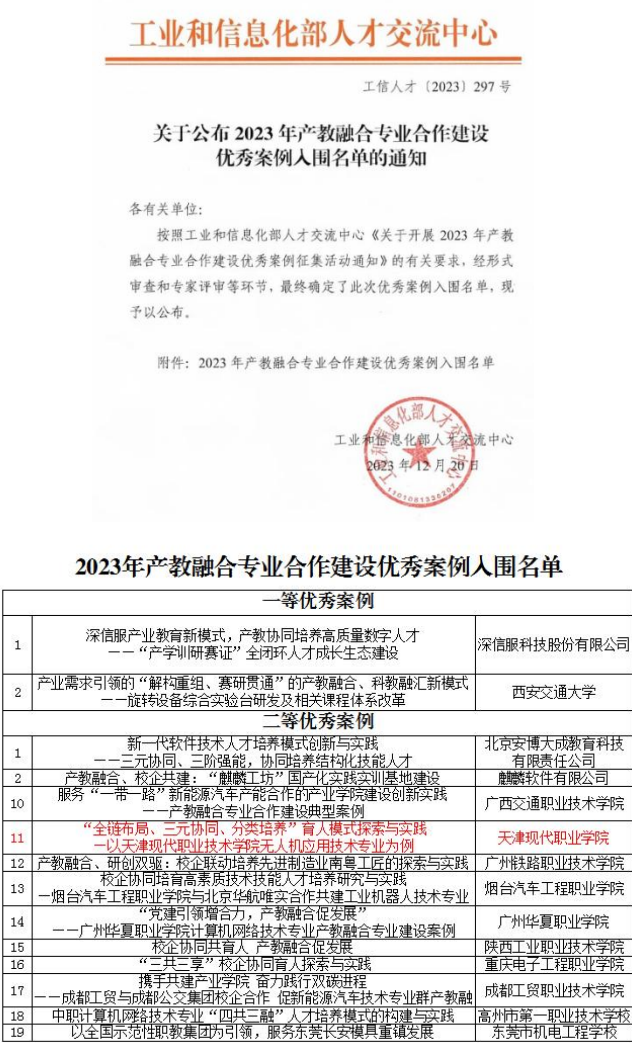 工业和信息化部人才交流中心
工信人才〔2023〕297 号
关于公布 2023 年产教融合专业合作建设
优秀案例入围名单的通知
各有关单位：
按照工业和信息化部人才交流中心《关于开展 2023 年产教
融合专业合作建设优秀案例征集活动通知》的有关要求，经形式
审查和专家评审等环节，最终确定了此次优秀案例入围名单，现
予以公布。
附件：2023 年产教融合专业合作建设优秀案例入围名单
工业和信息化部人才交流中心
2023 年 12 月 20 日
工业和信息化部人才交流中心
2023年产教融合专业合作建设优秀案例入围名单
一等优秀案例
1 深信服产业教育新模式，产教协同培养高质量数字人才
——“产学训研赛证”全闭环人才成长生态建设 深信服科技股份有限公司
2 产业需求引领的“解构重组、赛研贯通”的产教融合、科教融汇新模式
——旋转设备综合实验台研发及相关课程体系改革 西安交通大学
二等优秀案例
1 新一代软件技术人才培养模式创新与实践
——三元协同、三阶强能，协同培养结构化技能人才 北京安博大成教育科技
有限责任公司
2 产教融合、校企共建：“麒麟工坊”国产化实践实训基地建设 麒麟软件有限公司
10 服务“一带一路”新能源汽车产能合作的产业学院建设创新实践
——产教融合专业合作建设典型案例 广西交通职业技术学院
11 “全链布局、三元协同、分类培养”育人模式探索与实践
—以天津现代职业技术学院无人机应用技术专业为例 天津现代职业学院
12 产教融合、研创双驱：校企联动培养先进制造业南粤工匠的探索与实践 广州铁路职业技术学院
13 校企协同培育高素质技术技能人才培养研究与实践
—烟台汽车工程职业学院与北京华航唯实合作共建工业机器人技术专业 烟台汽车工程职业学院
14 “党建引领增合力，产教融合促发展”
——广州华夏职业学院计算机网络技术专业产教融合专业建设案例 广州华夏职业学院
15 校企协同共育人 产教融合促发展 陕西工业职业技术学院
16 “三共三享”校企协同育人探索与实践 重庆电子工程职业学院
17 携手共建产业学院 奋力践行双碳进程
——成都工贸与成都公交集团校企合作 促新能源汽车技术专业群产教融 成都工贸职业技术学院
18 中职计算机网络技术专业“四共三融”人才培养模式的构建与实践 高州市第一职业技术学校
19 以全国示范性职教集团为引领，服务东莞长安模具重镇发展 东莞市机电工程学校